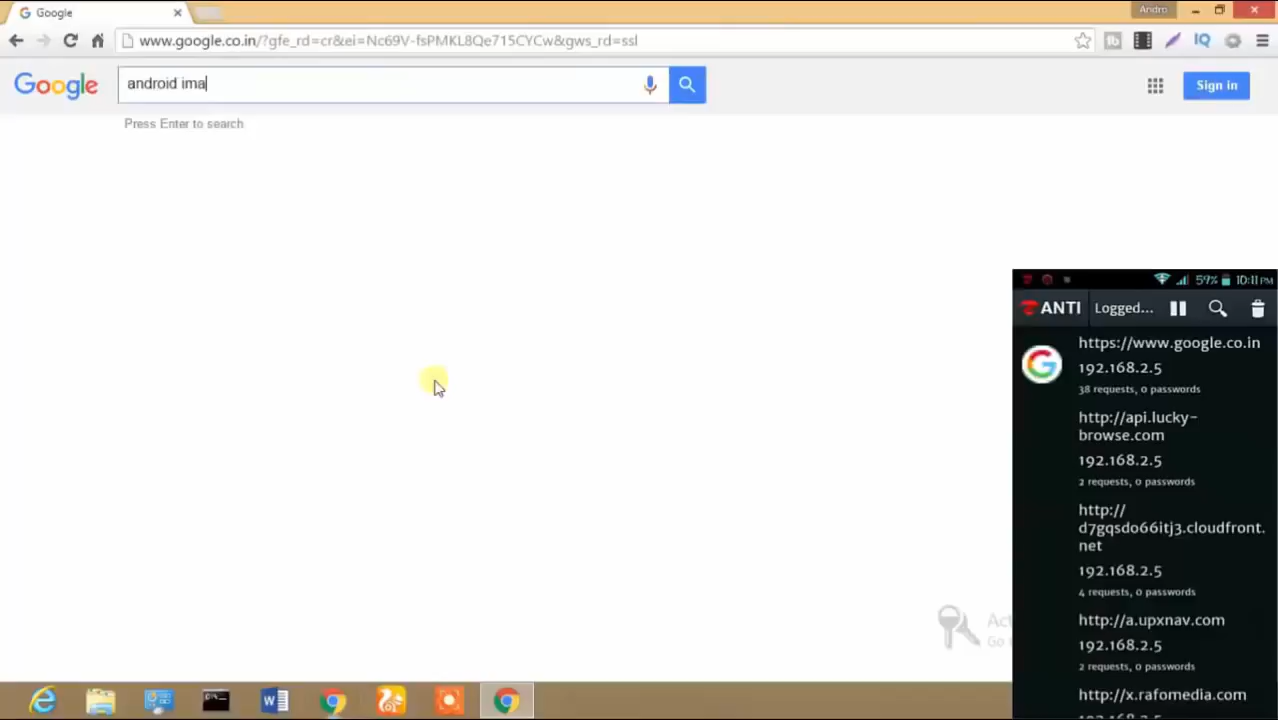 Google
Andro
www.google.co.in/?gfe_rd=cr&ei=Nc69V-fsPMKL8Qe715CYCw&gws_rd=ssl
IQ
Google
android ima
Sign in
Press Enter to search
59% 10:11 PM
ANTI Logged...
https://www.google.co.in
192.168.2.5
38 requests, 0 passwords
http://api.lucky-
browse.com
192.168.2.5
2 requests, 0 passwords
http://
d7gqsdo66itj3.cloudfront.
net
192.168.2.5
4 requests, 0 passwords
http://a.upxnav.com
192.168.2.5
2 requests, 0 passwords
http://x.rafomedia.com
Go